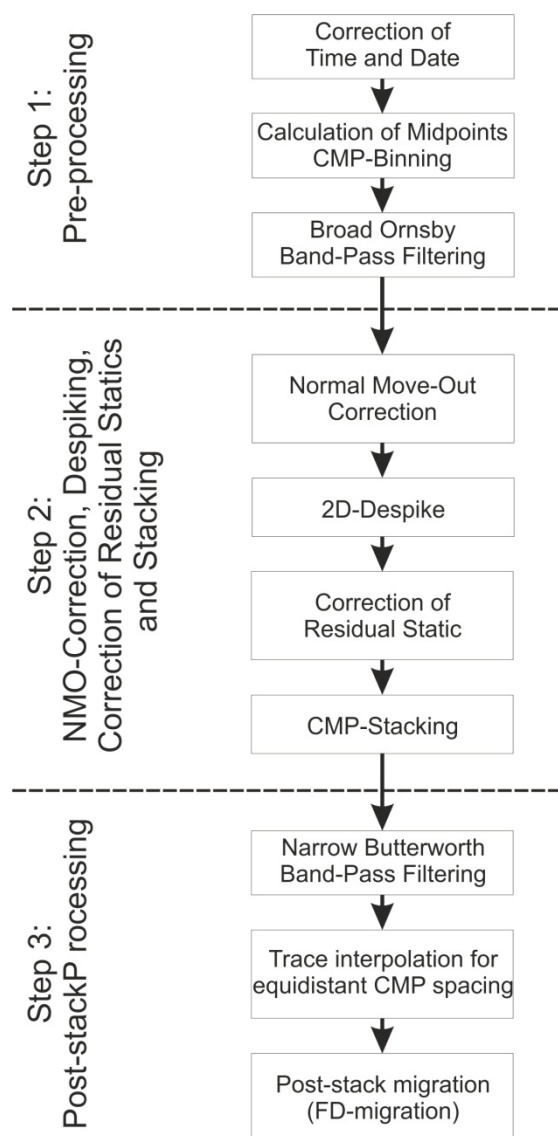 Step 1:
Pre-processing
Correction of
Time and Date
Calculation of Midpoints
CMP-Binning
Broad Ornsby
Band-Pass Filtering
Step 2:
NMO-Correction, Despiking,
Correction of Residual Statics
and Stacking
Normal Move-Out
Correction
2D-Despike
Correction of
Residual Static
CMP-Stacking
Step 3:
Post-stackP rocessing
Narrow Butterworth
Band-Pass Filtering
Trace interpolation for
equidistant CMP spacing
Post-stack migration
(FD-migration)